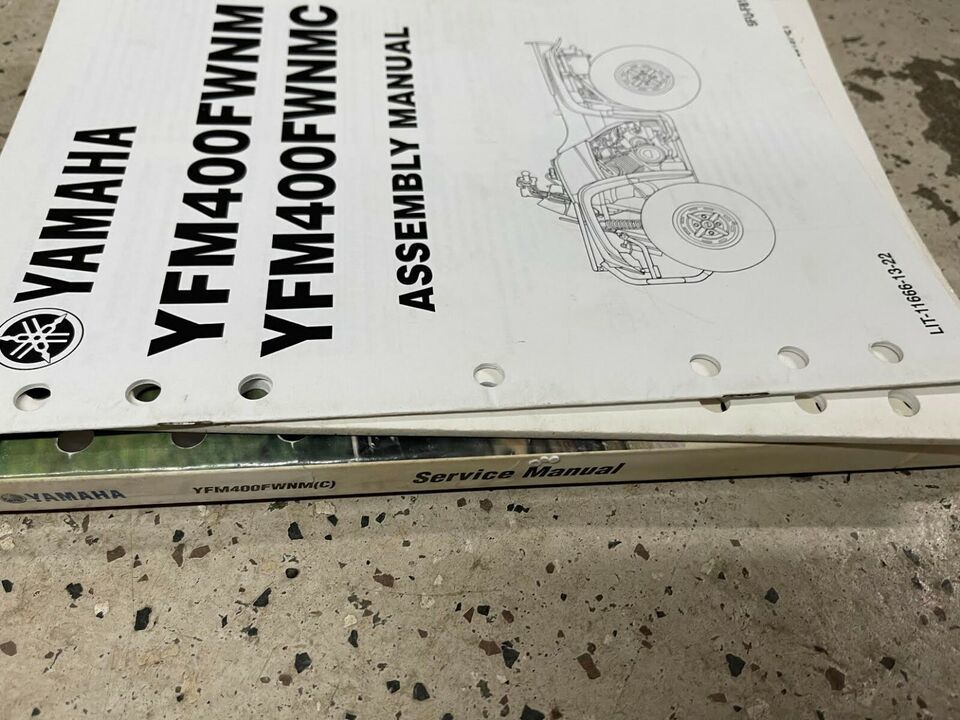 YAMAHA
YFM400FWNM
YFM400FWNMC
ASSEMBLY MANUAL
LIT-11666-13-22
YAMAHA
YFM400FWNM(C)
Service Manual